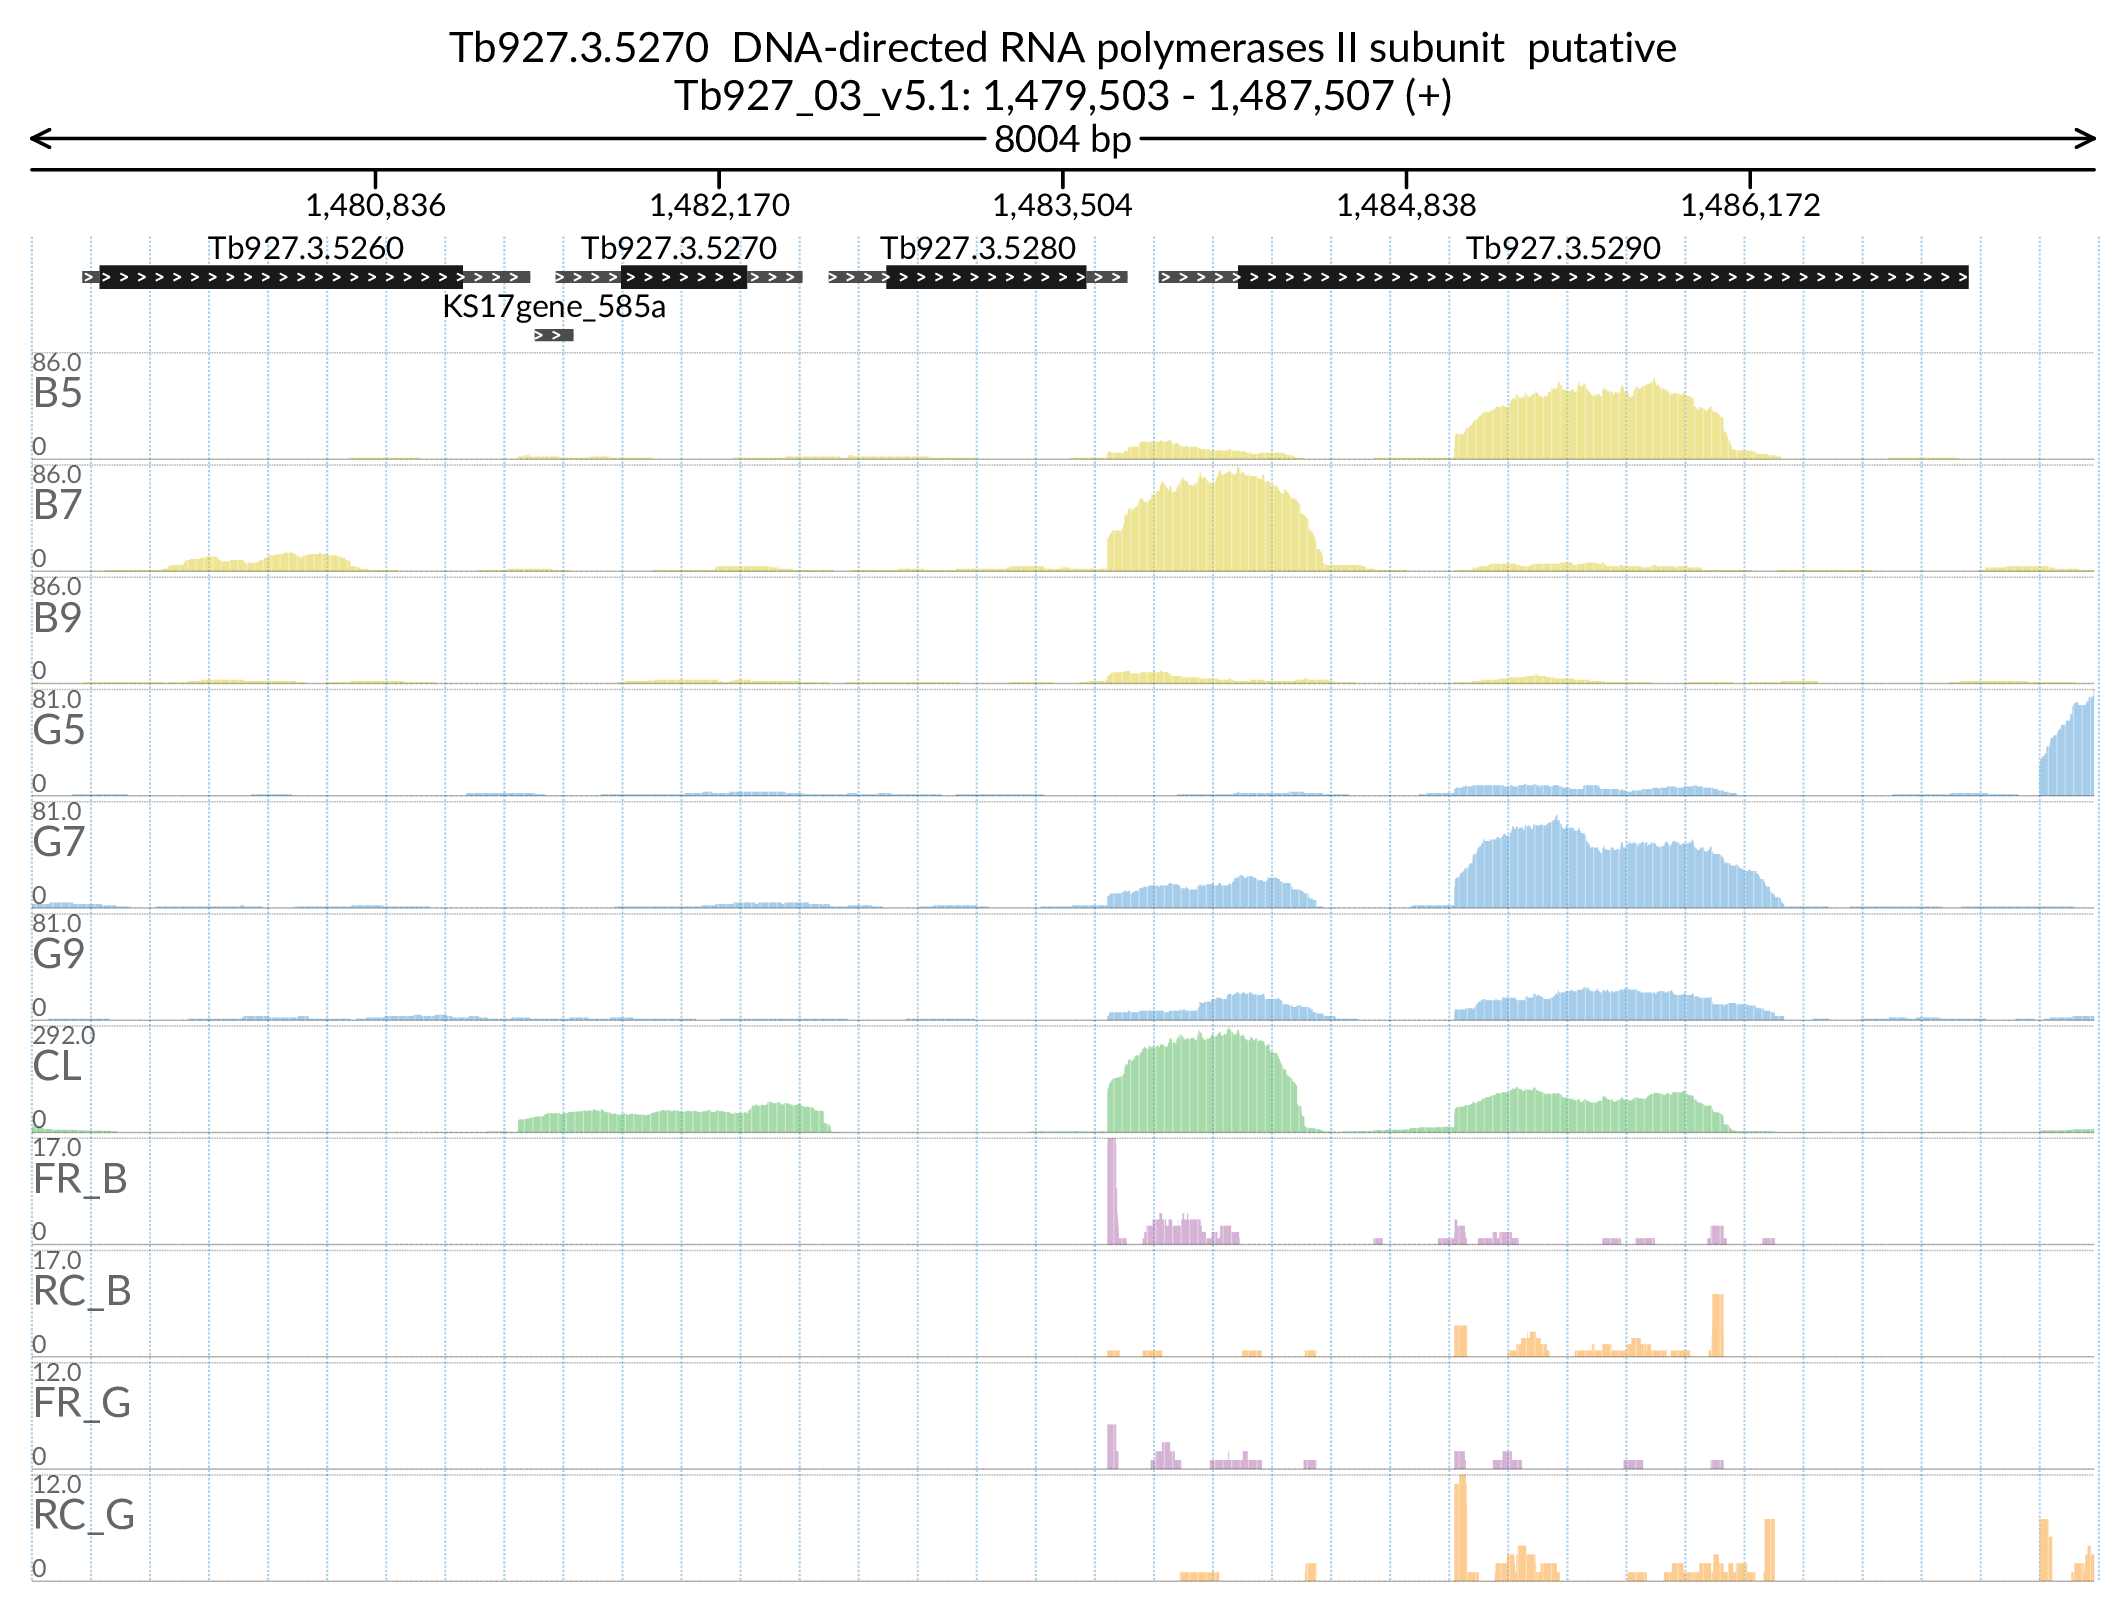 Tb927.3.5270  DNA-directed RNA polymerases II subunit  putative
Tb927_03_v5.1: 1,479,503 - 1,487,507 (+)
8004 bp
1,480,836 1,482,170 1,483,504 1,484,838 1,486,172
Tb927.3.5260 Tb927.3.5270 Tb927.3.5280 Tb927.3.5290
KS17gene_585a
86.0
B5
0
86.0
B7
0
86.0
B9
0
81.0
G5
0
81.0
G7
0
81.0
G9
0
292.0
CL
0
17.0
FR_B
0
17.0
RC_B
0
12.0
FR_G
0
12.0
RC_G
0